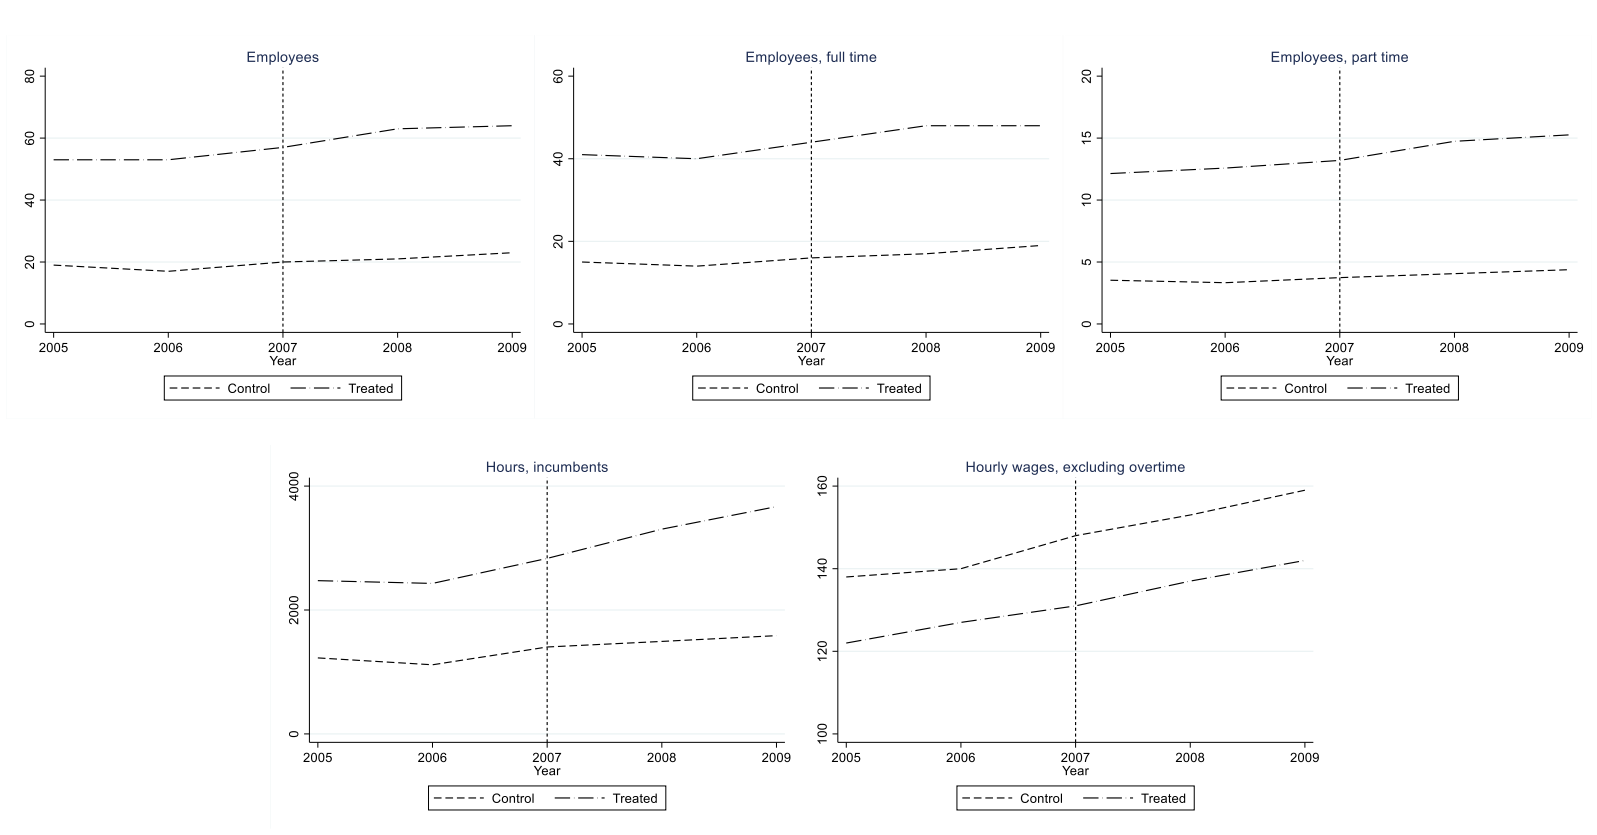 Employees
80
60
40
20
0
2005 2006 2007 2008 2009
Year
Control Treated
Employees, full time
60
40
20
0
2005 2006 2007 2008 2009
Year
Control Treated
Employees, part time
20
15
10
5
0
2005 2006 2007 2008 2009
Year
Control Treated
Hours, incumbents
4000
2000
0
2005 2006 2007 2008 2009
Year
Control Treated
Hourly wages, excluding overtime
160
140
120
100
2005 2006 2007 2008 2009
Year
Control Treated